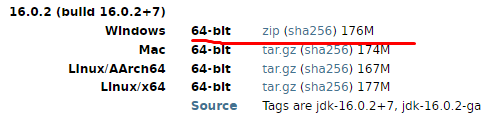 16.0.2 (build 16.0.2+7)
Windows 64-bit zip (sha256) 176M
Mac 64-bit tar.gz (sha256) 174M
Linux/AArch64 64-bit tar.gz (sha256) 167M
Linux/x64 64-bit tar.gz (sha256) 177M
Source Tags are jdk-16.0.2+7, jdk-16.0.2-ga